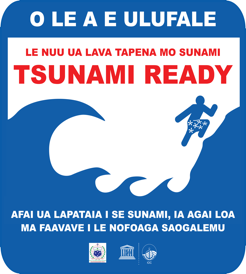 O LE A E ULUFALE
LE NUU UA LAVA TAPENA MO SUNAMI
TSUNAMI READY
AFAI UA LAPATAIA I SE SUNAMI, IA AGAI LOA
MA FAAVAVE I LE NOFOAGA SAOGALEMU